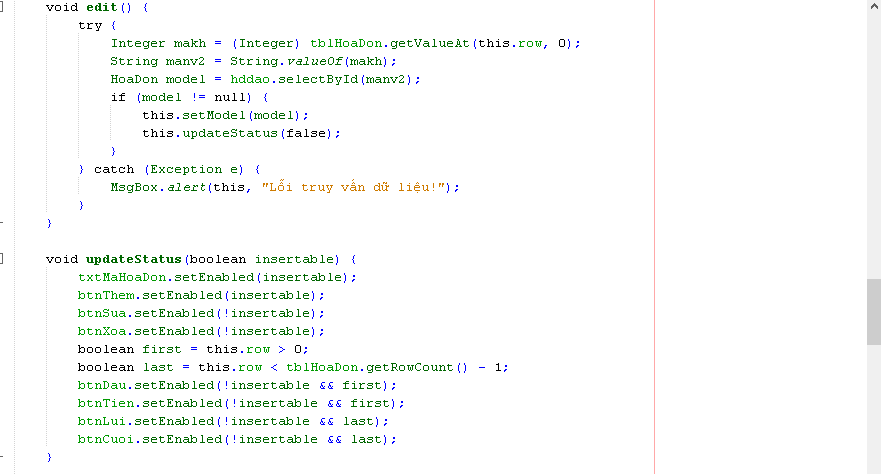 void edit() {
try {
Integer makh = (Integer) tblHoaDon.getValueAt(this.row, 0);
String manv2 = String.valueOf(makh);
HoaDon model = hddao.selectById(manv2);
if (model != null) {
this.setModel(model);
this.updateStatus(false);
}
} catch (Exception e) {
MsgBox.alert(this, "Lỗi truy vấn dữ liệu!");
}
}
void updateStatus(boolean insertable) {
txtMaHoaDon.setEnabled(insertable);
btnThem.setEnabled(insertable);
btnSua.setEnabled(!insertable);
btnXoa.setEnabled(!insertable);
boolean first = this.row > 0;
boolean last = this.row < tblHoaDon.getRowCount() - 1;
btnDau.setEnabled(!insertable && first);
btnTien.setEnabled(!insertable && first);
btnLui.setEnabled(!insertable && last);
btnCuoi.setEnabled(!insertable && last);
}